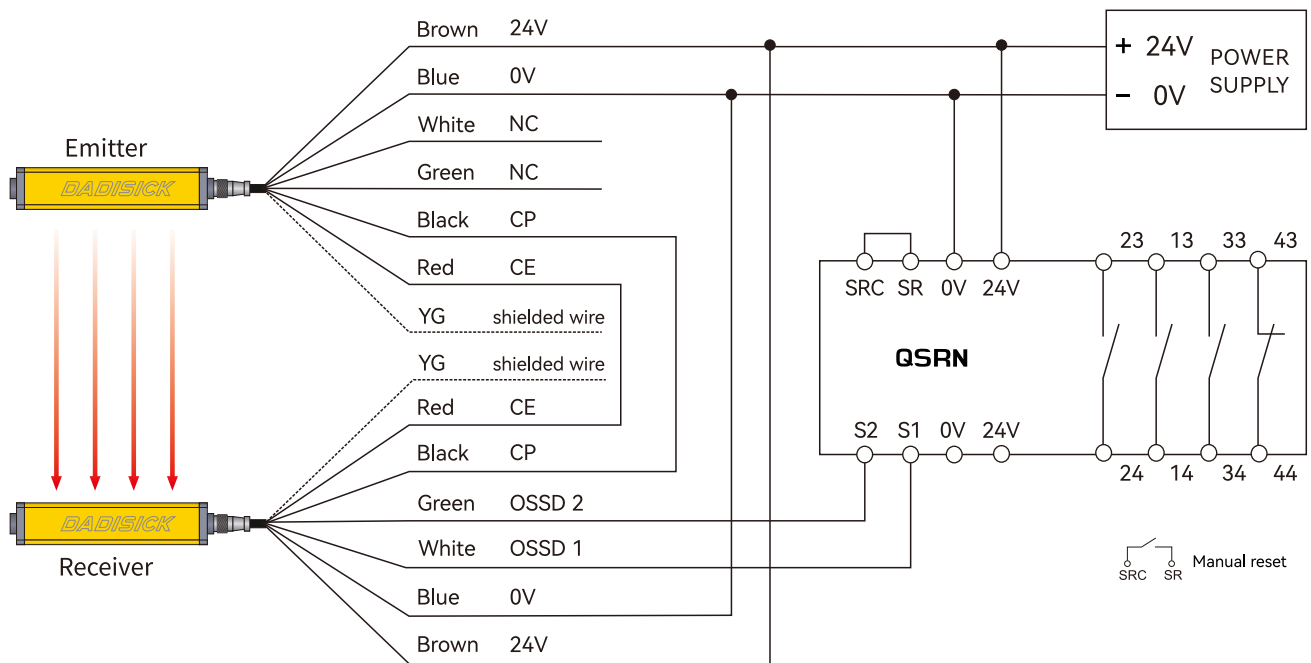 Brown 24V
Blue 0V
White NC
Green NC
Black CP
Red CE
YG shielded wire
YG shielded wire
Red CE
Black CP
Green OSSD 2
White OSSD 1
Blue 0V
Brown 24V
Emitter
DADISICK
DADISICK
Receiver
+ 24V
- 0V
POWER
SUPPLY
23 13 33 43
SRC SR 0V 24V
QSRN
S2 S1 0V 24V
24 14 34 44
SRC SR Manual reset